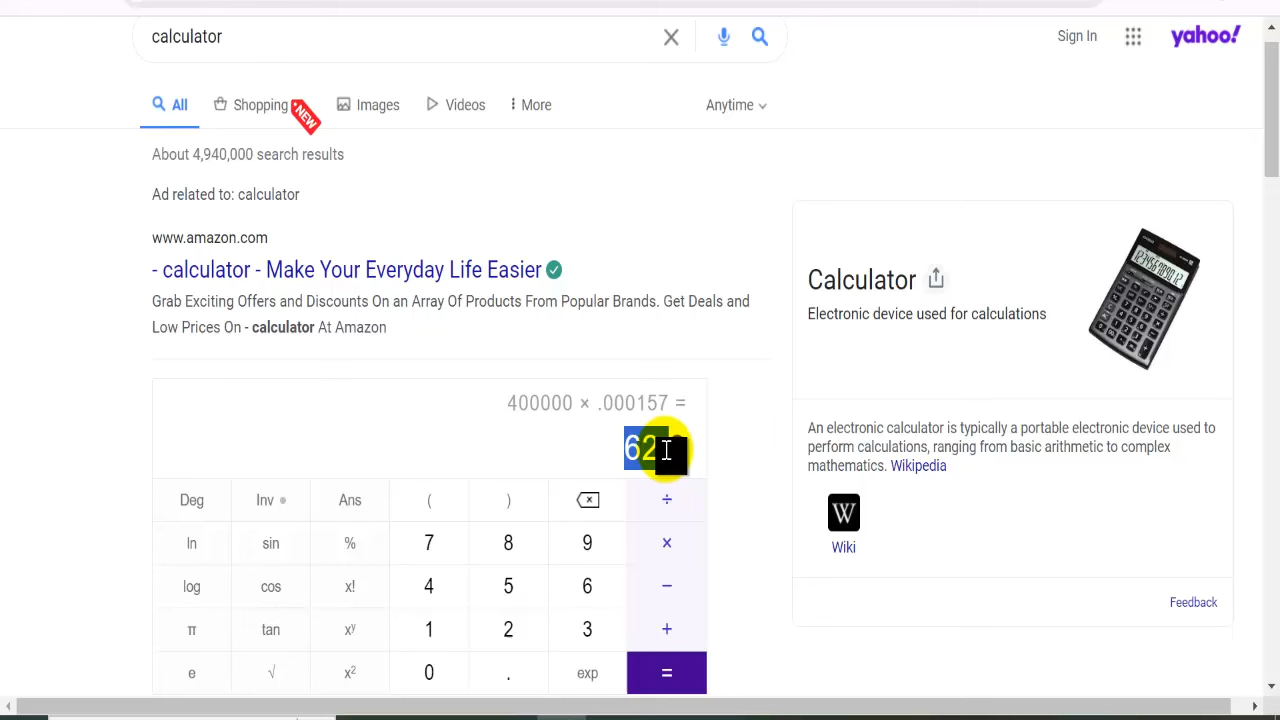 calculator
Sign In
yahoo!
All
Shopping
NEW
Images
Videos
More
Anytime
About 4,940,000 search results
Ad related to: calculator
www.amazon.com
- calculator - Make Your Everyday Life Easier
Grab Exciting Offers and Discounts On an Array Of Products From Popular Brands. Get Deals and
Low Prices On - calculator At Amazon
400000 × .000157 =
Deg Inv Ans ( ) ÷
ln sin % 7 8 9 ×
log cos x! 4 5 6 −
π tan xʸ 1 2 3 +
e √ x² 0 . exp =
Calculator
Electronic device used for calculations
An electronic calculator is typically a portable electronic device used to
perform calculations, ranging from basic arithmetic to complex
mathematics. Wikipedia
W
Wiki
Feedback